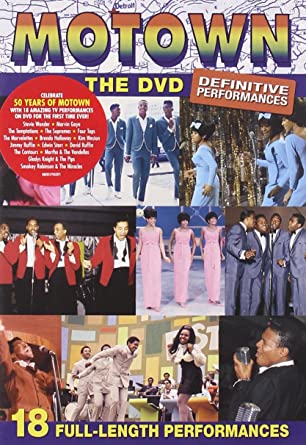 Detroit
MOTOWN
THE DVD
DEFINITIVE
PERFORMANCES
CELEBRATE
50 YEARS OF MOTOWN
WITH 18 AMAZING TV PERFORMANCES
ON DVD FOR THE FIRST TIME EVER!
Stevie Wonder • Marvin Gaye
The Temptations • The Supremes • Four Tops
The Marvelettes • Brenda Holloway • Kim Weston
Jimmy Ruffin • Edwin Starr • David Ruffin
The Contours • Martha & The Vandellas
Gladys Knight & The Pips
Smokey Robinson & The Miracles
18 FULL-LENGTH PERFORMANCES